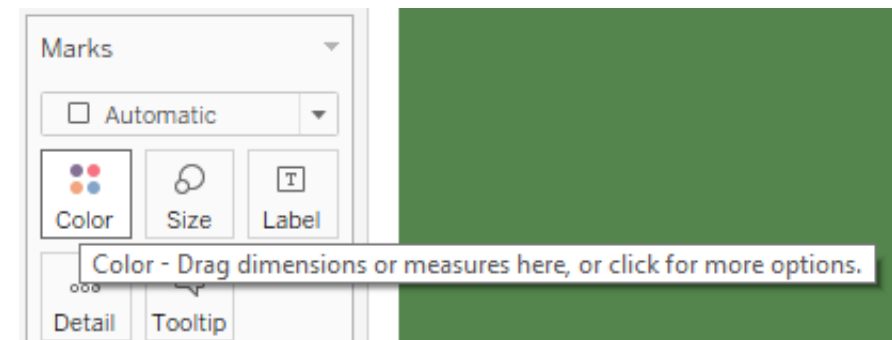 Marks
Automatic
Color Size Label
Color - Drag dimensions or measures here, or click for more options.
Detail Tooltip